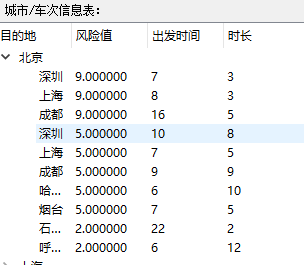 城市/车次信息表：
目的地 风险值 出发时间 时长
北京
深圳 9.000000 7 3
上海 9.000000 8 3
成都 9.000000 16 5
深圳 5.000000 10 8
上海 5.000000 7 5
成都 5.000000 9 9
哈... 5.000000 6 10
烟台 5.000000 7 5
石... 2.000000 22 2
呼... 2.000000 6 12